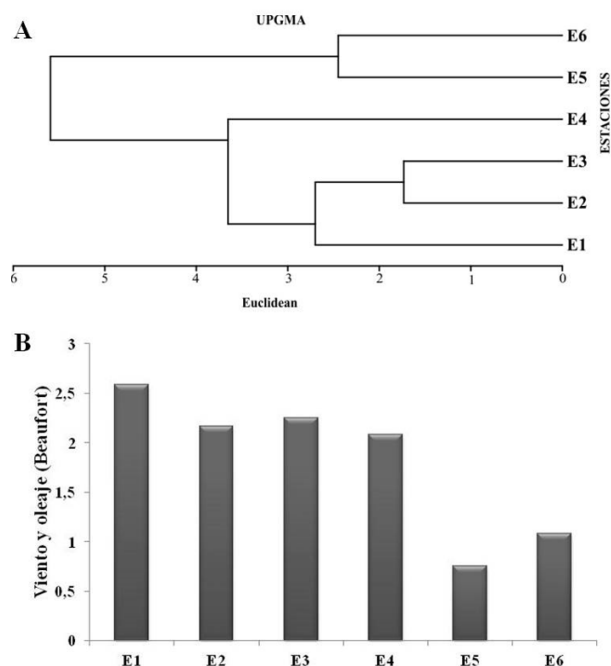 A
UPGMA
E6
E5
E4
E3
E2
E1
ESTACIONES
6 5 4 3 2 1 0
Euclidean
B
Viento y oleaje (Beaufort)
3
2,5
2
1,5
1
0,5
0
E1 E2 E3 E4 E5 E6